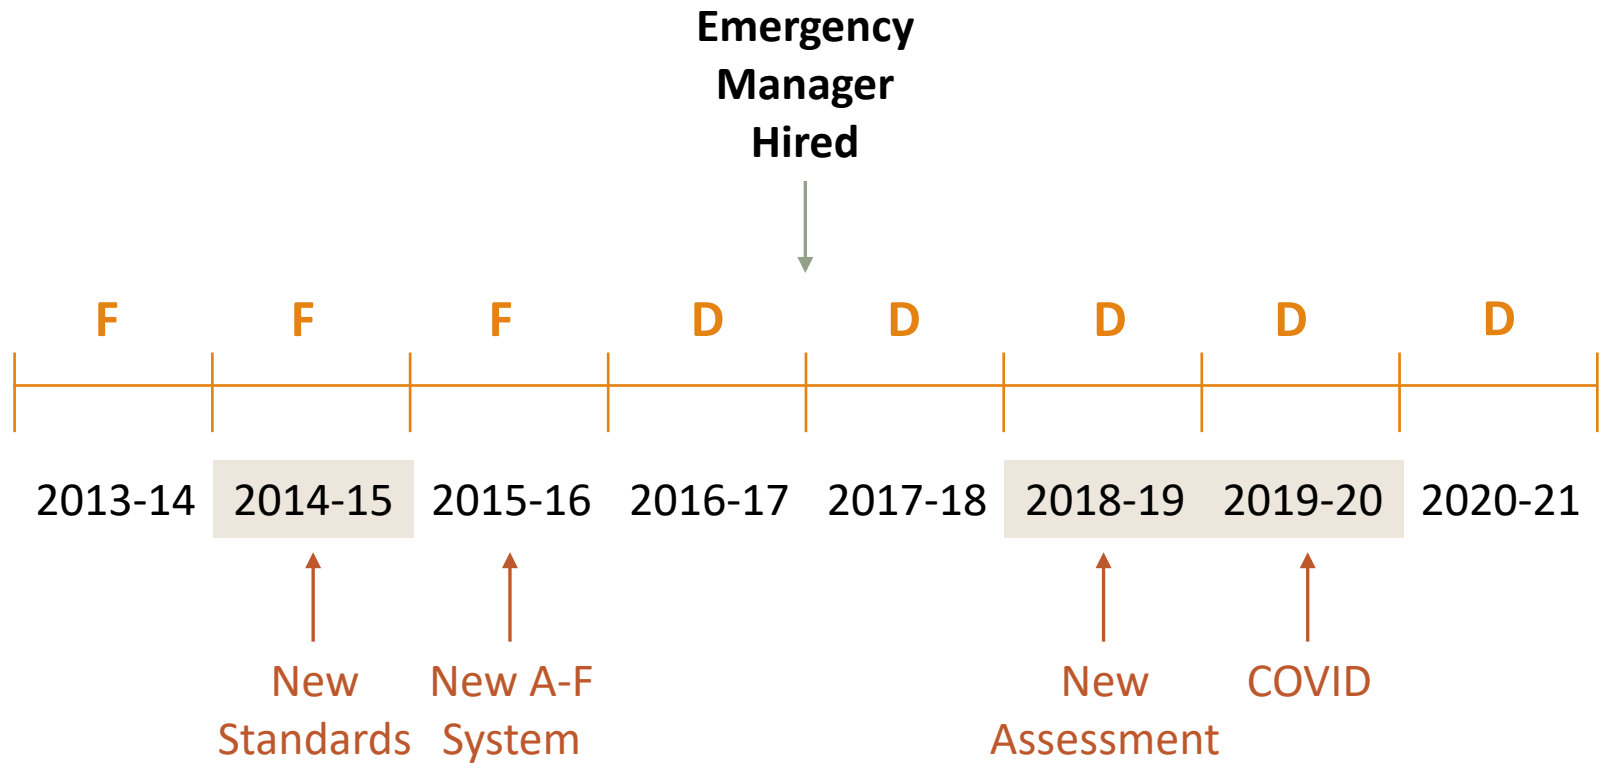 Emergency
Manager
Hired
F F F D D D D D
2013-14 2014-15 2015-16 2016-17 2017-18 2018-19 2019-20 2020-21
New
Standards
New A-F
System
New
Assessment
COVID